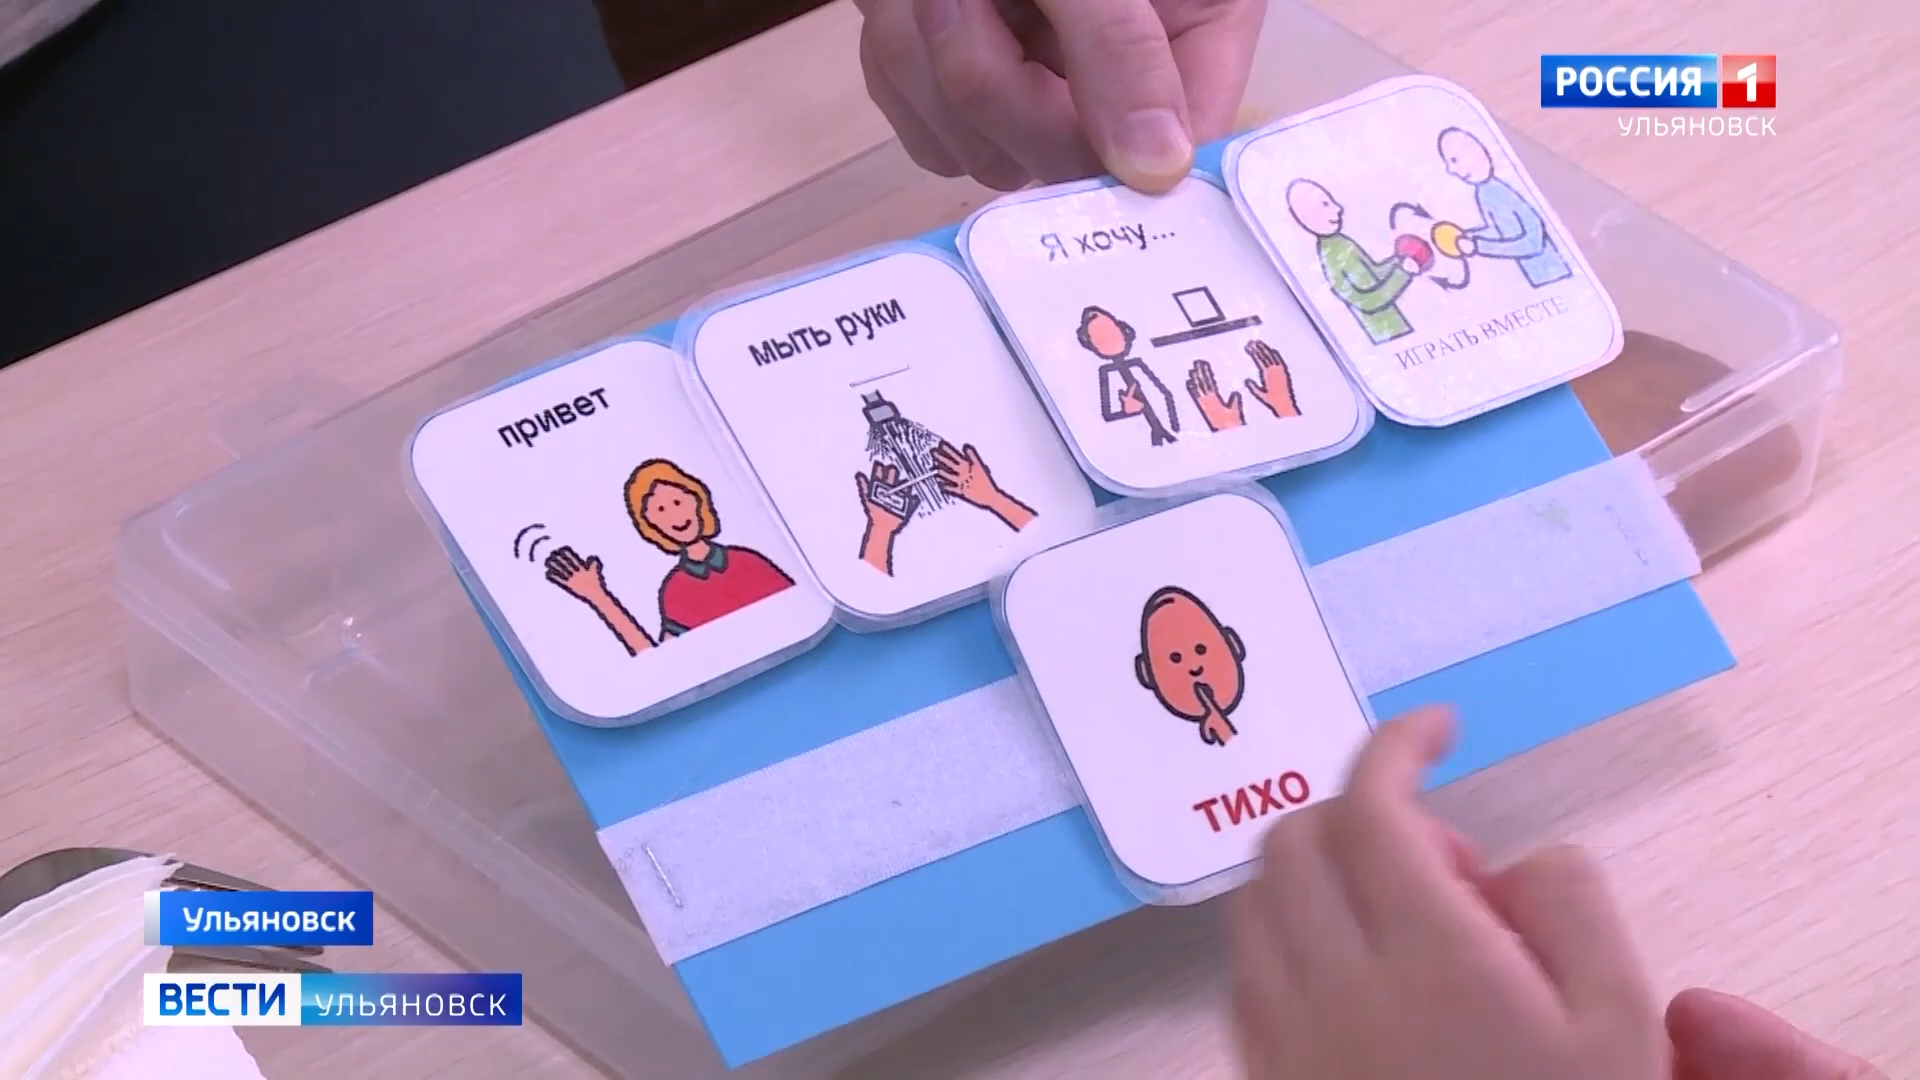 РОССИЯ 1
УЛЬЯНОВСК
привет
мыть руки
Я хочу...
ИГРАТЬ ВМЕСТЕ
ТИХО
Ульяновск
ВЕСТИ УЛЬЯНОВСК